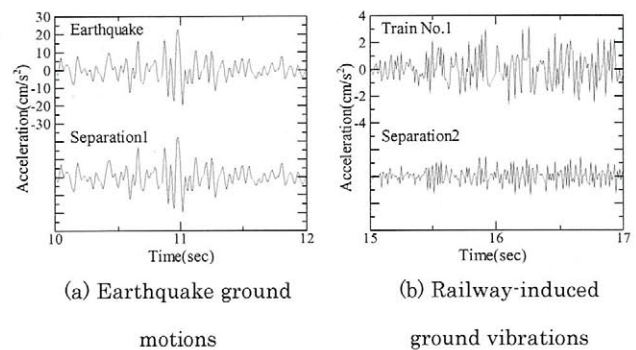 30
20
10
0
-10
-20
-30
Acceleration(cm/s²)
Earthquake
Separation1
10 11 12
Time(sec)
(a) Earthquake ground
motions
4
2
0
-2
-4
Acceleration(cm/s²)
Train No.1
Separation2
15 16 17
Time(sec)
(b) Railway-induced
ground vibrations